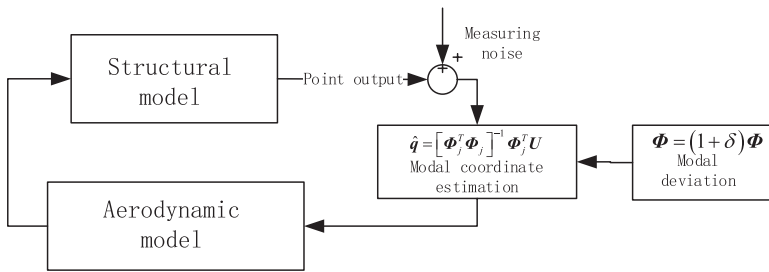 Structural
model
Point output
+
+
Measuring
noise
q̂ = [Φ_j^T Φ_j]^{-1} Φ_j^T U
Modal coordinate
estimation
Φ = (1+δ)Φ
Modal
deviation
Aerodynamic
model